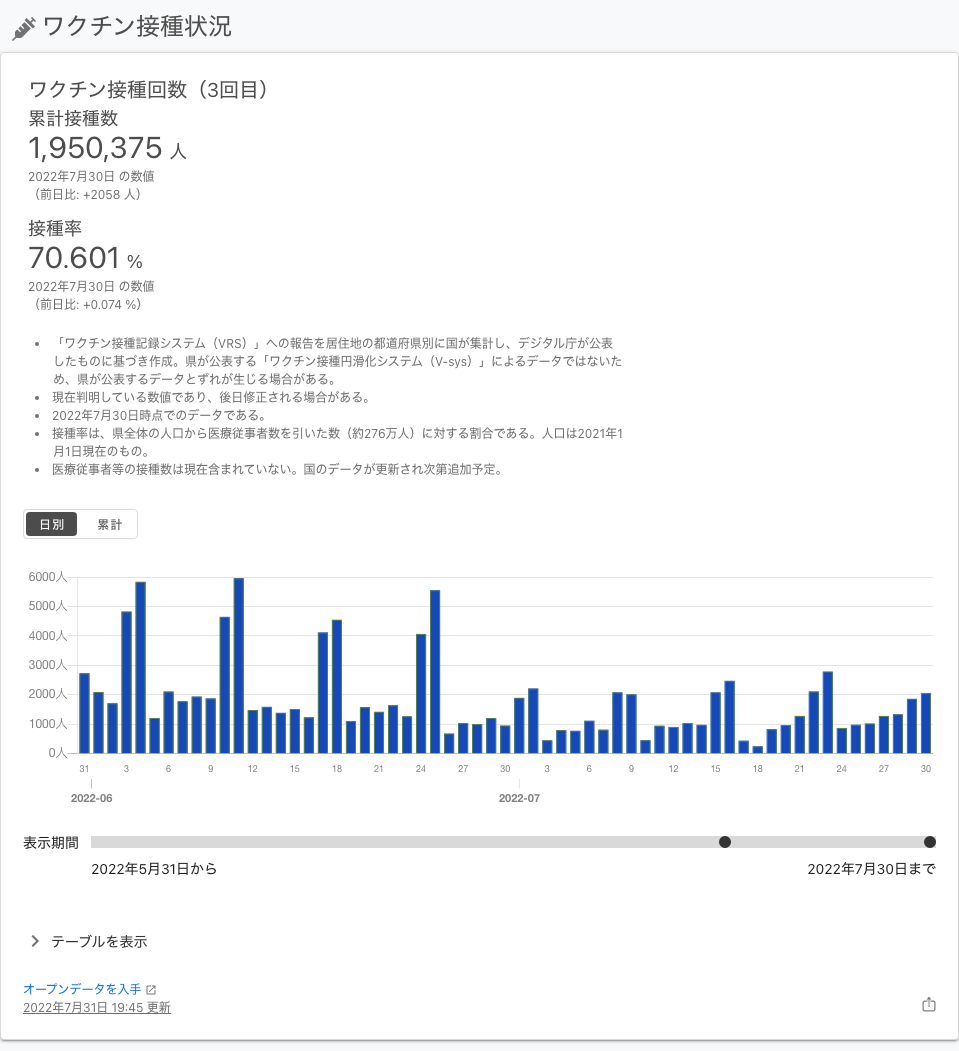 ワクチン接種状況
ワクチン接種回数（3回目）
累計接種数
1,950,375 人
2022年7月30日 の数値
（前日比: +2058 人）
接種率
70.601 %
2022年7月30日 の数値
（前日比: +0.074 %）
• 「ワクチン接種記録システム（VRS）」への報告を居住地の都道府県別に国が集計し、デジタル庁が公表
したものに基づき作成。県が公表する「ワクチン接種円滑化システム（V-sys）」によるデータではないた
め、県が公表するデータとずれが生じる場合がある。
• 現在判明している数値であり、後日修正される場合がある。
• 2022年7月30日時点でのデータである。
• 接種率は、県全体の人口から医療従事者数を引いた数（約276万人）に対する割合である。人口は2021年1
月1日現在のもの。
• 医療従事者等の接種数は現在含まれていない。国のデータが更新され次第追加予定。
日別 累計
6000人
5000人
4000人
3000人
2000人
1000人
0人
31 3 6 9 12 15 18 21 24 27 30 3 6 9 12 15 18 21 24 27 30
2022-06 2022-07
表示期間
2022年5月31日から 2022年7月30日まで
テーブルを表示
オープンデータを入手
2022年7月31日 19:45 更新